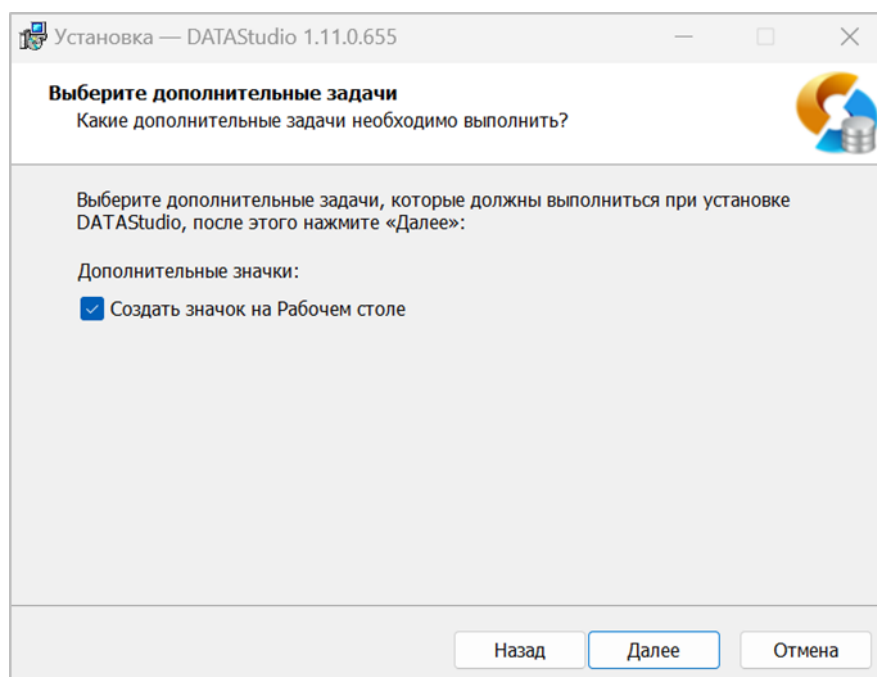 Установка — DATAStudio 1.11.0.655
Выберите дополнительные задачи
Какие дополнительные задачи необходимо выполнить?
Выберите дополнительные задачи, которые должны выполниться при установке
DATAStudio, после этого нажмите «Далее»:
Дополнительные значки:
Создать значок на Рабочем столе
Назад Далее Отмена